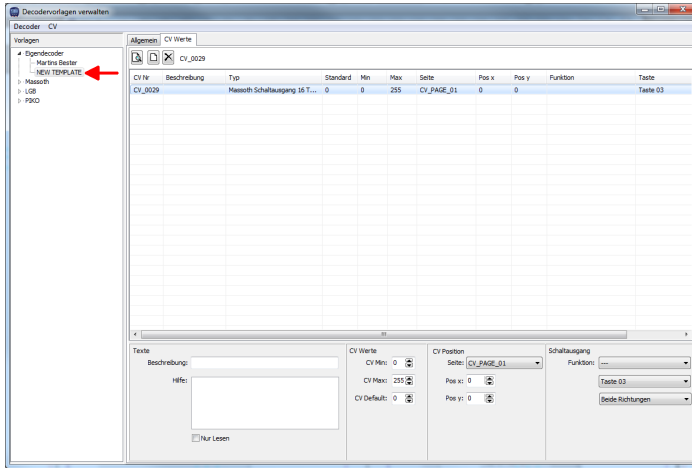 Decodervorlagen verwalten
Decoder CV
Vorlagen
Eigendecoder
Martins Bester
NEW TEMPLATE
Massoth
LGB
PIKO
Allgemein CV Werte
CV_0029
CV Nr Beschreibung Typ Standard Min Max Seite Pos x Pos y Funktion Taste
CV_0029 Massoth Schaltausgang 16 T... 0 0 255 CV_PAGE_01 0 0 Taste 03
Texte CV Werte CV Position Schaltausgang
Beschreibung: CV Min: 0 Seite: CV_PAGE_01 Funktion: ---
Hilfe: CV Max: 255 Pos x: 0 Taste 03
CV Default: 0 Pos y: 0 Beide Richtungen
Nur Lesen